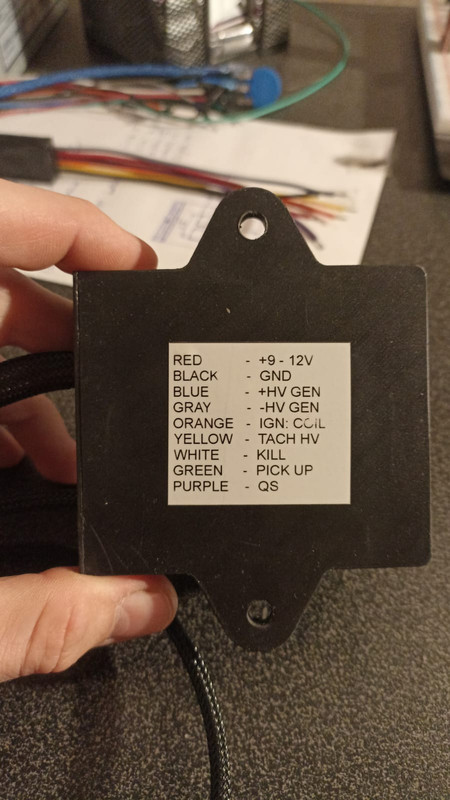 RED - +9 - 12V
BLACK - GND
BLUE - +HV GEN
GRAY - -HV GEN
ORANGE - IGN: COIL
YELLOW - TACH HV
WHITE - KILL
GREEN - PICK UP
PURPLE - QS